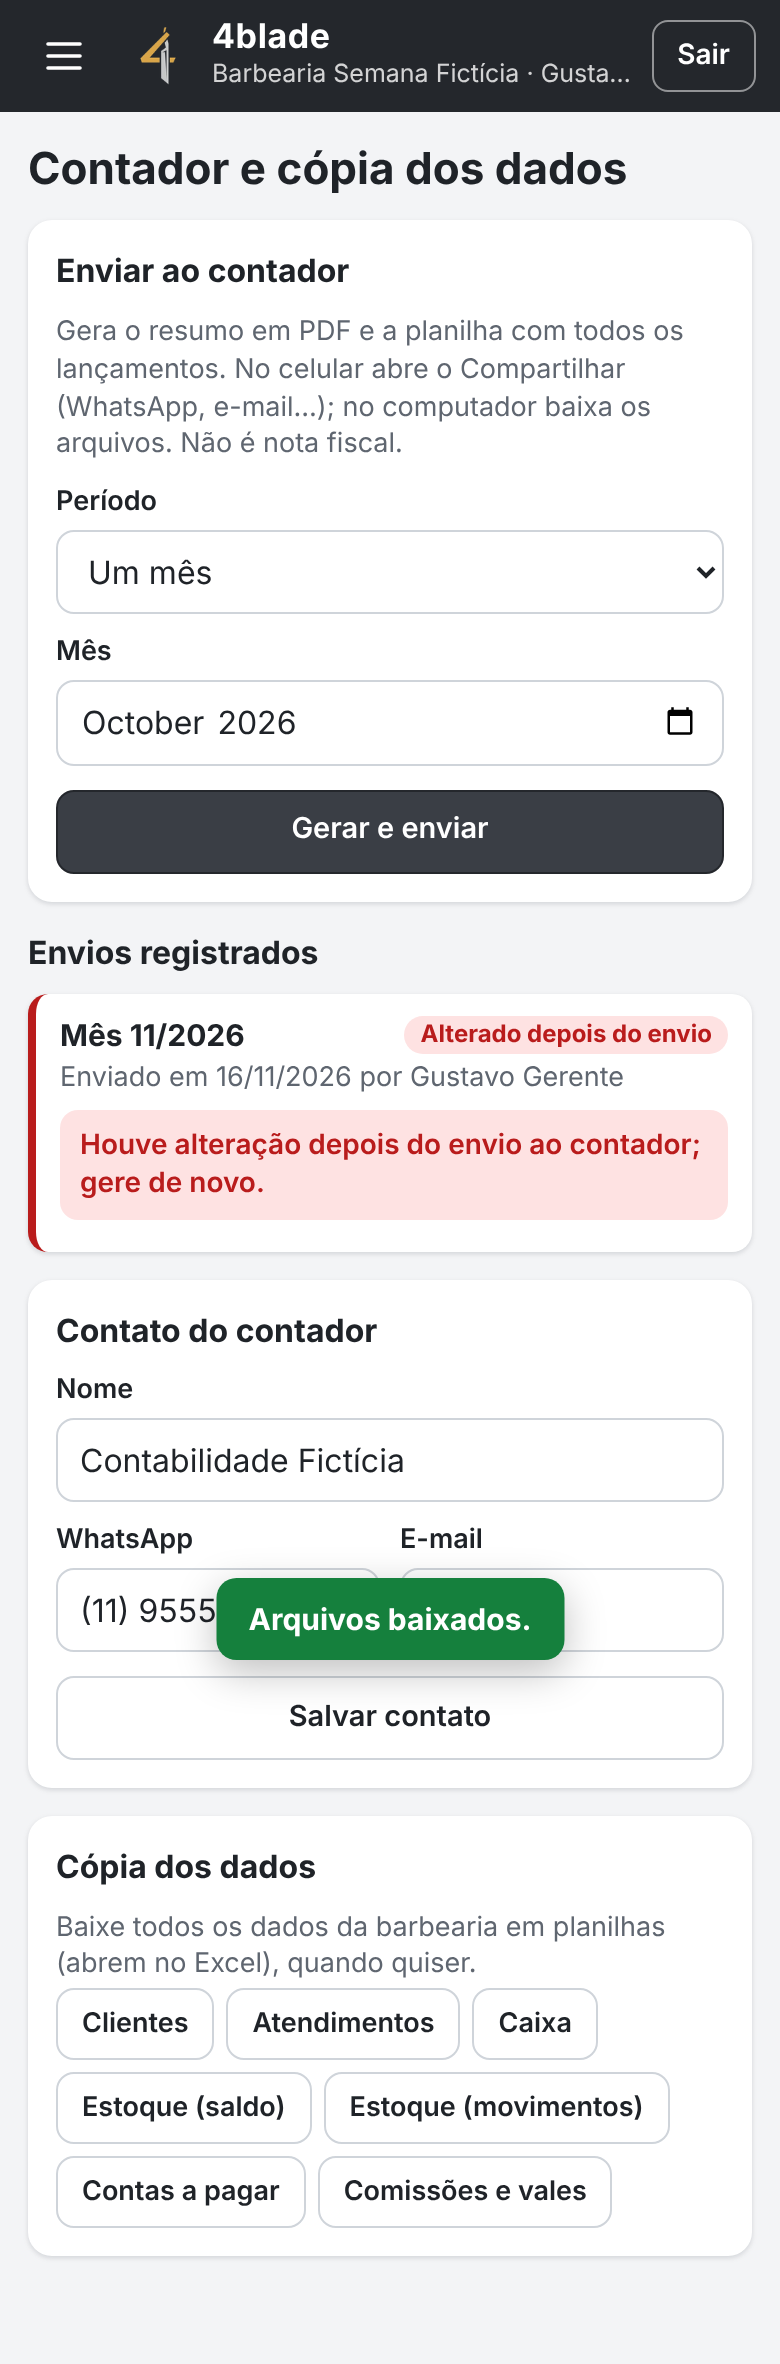 4blade
Barbearia Semana Fictícia · Gusta...
Sair
Contador e cópia dos dados
Enviar ao contador
Gera o resumo em PDF e a planilha com todos os
lançamentos. No celular abre o Compartilhar
(WhatsApp, e-mail...); no computador baixa os
arquivos. Não é nota fiscal.
Período
Um mês
Mês
October 2026
Gerar e enviar
Envios registrados
Mês 11/2026
Alterado depois do envio
Enviado em 16/11/2026 por Gustavo Gerente
Houve alteração depois do envio ao contador;
gere de novo.
Contato do contador
Nome
Contabilidade Fictícia
WhatsApp
E-mail
(11) 9555
Arquivos baixados.
Salvar contato
Cópia dos dados
Baixe todos os dados da barbearia em planilhas
(abrem no Excel), quando quiser.
Clientes
Atendimentos
Caixa
Estoque (saldo)
Estoque (movimentos)
Contas a pagar
Comissões e vales